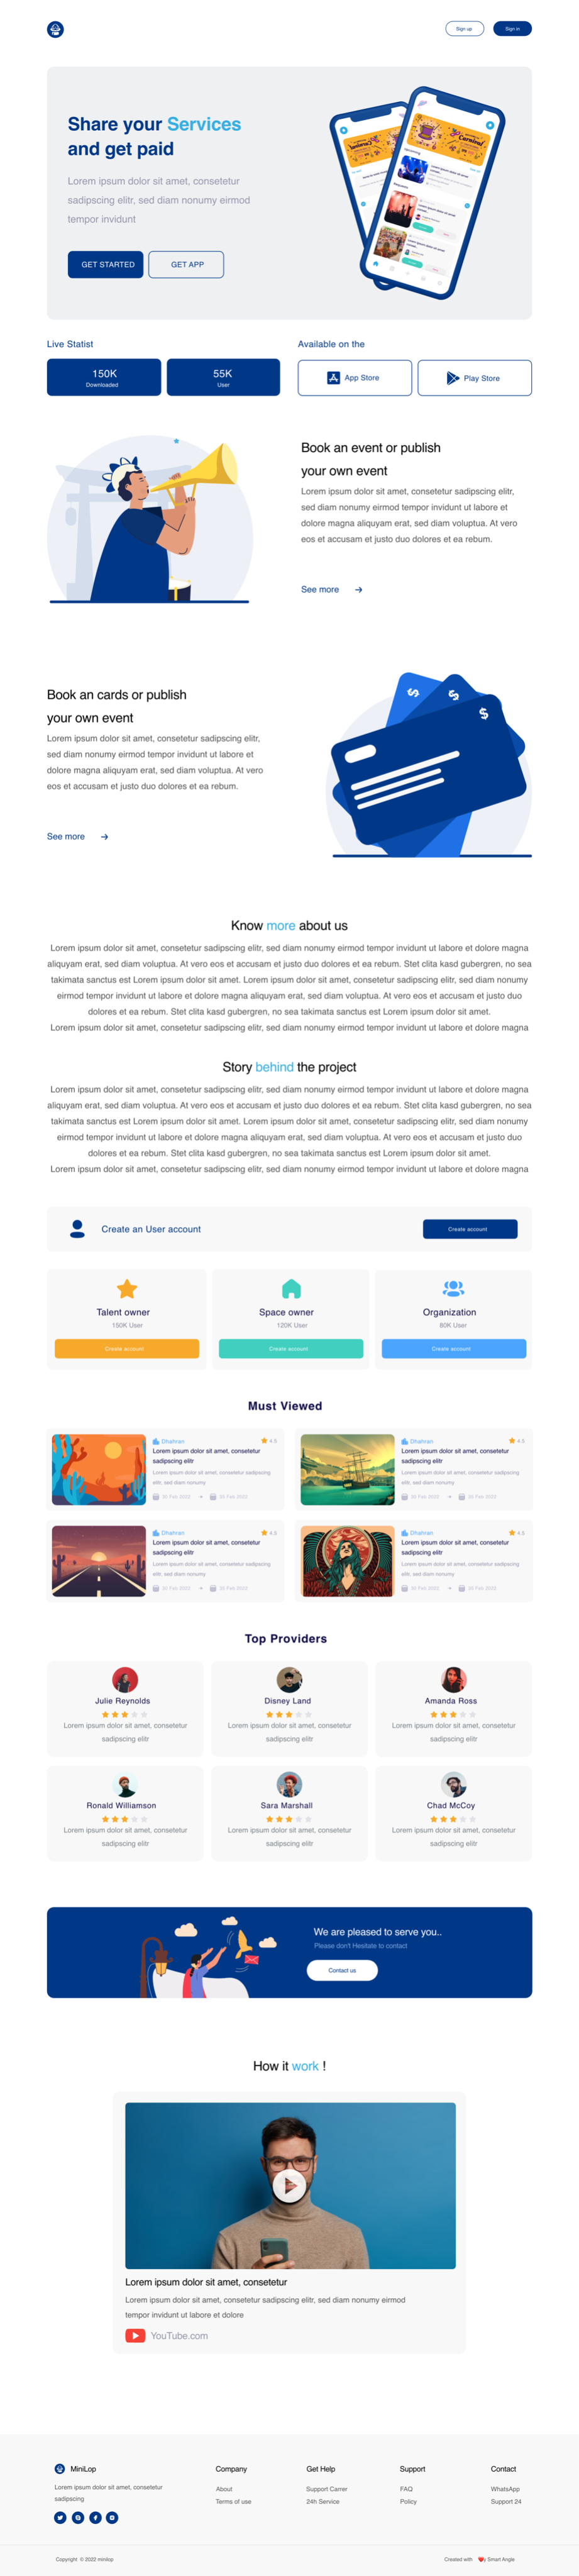 Sign up
Sign in
Share your Services
and get paid
Lorem ipsum dolor sit amet, consetetur
sadipscing elitr, sed diam nonumy eirmod
tempor invidunt
GET STARTED
GET APP
Carnival
Live Statist
Available on the
150K
Downloaded
55K
User
App Store
Play Store
Book an event or publish
your own event
Lorem ipsum dolor sit amet, consetetur sadipscing elitr,
sed diam nonumy eirmod tempor invidunt ut labore et
dolore magna aliquyam erat, sed diam voluptua. At vero
eos et accusam et justo duo dolores et ea rebum.
See more
Book an cards or publish
your own event
Lorem ipsum dolor sit amet, consetetur sadipscing elitr,
sed diam nonumy eirmod tempor invidunt ut labore et
dolore magna aliquyam erat, sed diam voluptua. At vero
eos et accusam et justo duo dolores et ea rebum.
See more
$
$
$
Know more about us
Lorem ipsum dolor sit amet, consetetur sadipscing elitr, sed diam nonumy eirmod tempor invidunt ut labore et dolore magna
aliquyam erat, sed diam voluptua. At vero eos et accusam et justo duo dolores et ea rebum. Stet clita kasd gubergren, no sea
takimata sanctus est Lorem ipsum dolor sit amet. Lorem ipsum dolor sit amet, consetetur sadipscing elitr, sed diam nonumy
eirmod tempor invidunt ut labore et dolore magna aliquyam erat, sed diam voluptua. At vero eos et accusam et justo duo
dolores et ea rebum. Stet clita kasd gubergren, no sea takimata sanctus est Lorem ipsum dolor sit amet.
Lorem ipsum dolor sit amet, consetetur sadipscing elitr, sed diam nonumy eirmod tempor invidunt ut labore et dolore magna
Story behind the project
Lorem ipsum dolor sit amet, consetetur sadipscing elitr, sed diam nonumy eirmod tempor invidunt ut labore et dolore magna
aliquyam erat, sed diam voluptua. At vero eos et accusam et justo duo dolores et ea rebum. Stet clita kasd gubergren, no sea
takimata sanctus est Lorem ipsum dolor sit amet. Lorem ipsum dolor sit amet, consetetur sadipscing elitr, sed diam nonumy
eirmod tempor invidunt ut labore et dolore magna aliquyam erat, sed diam voluptua. At vero eos et accusam et justo duo
dolores et ea rebum. Stet clita kasd gubergren, no sea takimata sanctus est Lorem ipsum dolor sit amet.
Lorem ipsum dolor sit amet, consetetur sadipscing elitr, sed diam nonumy eirmod tempor invidunt ut labore et dolore magna
Create an User account
Create account
Talent owner
150K User
Create account
Space owner
120K User
Create account
Organization
80K User
Create account
Must Viewed
Dhahran
4.5
Lorem ipsum dolor sit amet, consetetur
sadipscing elitr
Lorem ipsum dolor sit amet, consetetur sadipscing
elitr, sed diam nonumy
30 Feb 2022
35 Feb 2022
Dhahran
4.5
Lorem ipsum dolor sit amet, consetetur
sadipscing elitr
Lorem ipsum dolor sit amet, consetetur sadipscing
elitr, sed diam nonumy
30 Feb 2022
35 Feb 2022
Dhahran
4.5
Lorem ipsum dolor sit amet, consetetur
sadipscing elitr
Lorem ipsum dolor sit amet, consetetur sadipscing
elitr, sed diam nonumy
30 Feb 2022
35 Feb 2022
Dhahran
4.5
Lorem ipsum dolor sit amet, consetetur
sadipscing elitr
Lorem ipsum dolor sit amet, consetetur sadipscing
elitr, sed diam nonumy
30 Feb 2022
35 Feb 2022
Top Providers
Julie Reynolds
Lorem ipsum dolor sit amet, consetetur
sadipscing elitr
Disney Land
Lorem ipsum dolor sit amet, consetetur
sadipscing elitr
Amanda Ross
Lorem ipsum dolor sit amet, consetetur
sadipscing elitr
Ronald Williamson
Lorem ipsum dolor sit amet, consetetur
sadipscing elitr
Sara Marshall
Lorem ipsum dolor sit amet, consetetur
sadipscing elitr
Chad McCoy
Lorem ipsum dolor sit amet, consetetur
sadipscing elitr
We are pleased to serve you..
Please don't Hesitate to contact
Contact us
How it work !
Lorem ipsum dolor sit amet, consetetur
Lorem ipsum dolor sit amet, consetetur sadipscing elitr, sed diam nonumy eirmod
tempor invidunt ut labore et dolore
YouTube.com
MiniLop
Lorem ipsum dolor sit amet, consetetur
sadipscing
Company
About
Terms of use
Get Help
Support Carrer
24h Service
Support
FAQ
Policy
Contact
WhatsApp
Support 24
Copyright © 2022 minilop
Created with
Smart Angle